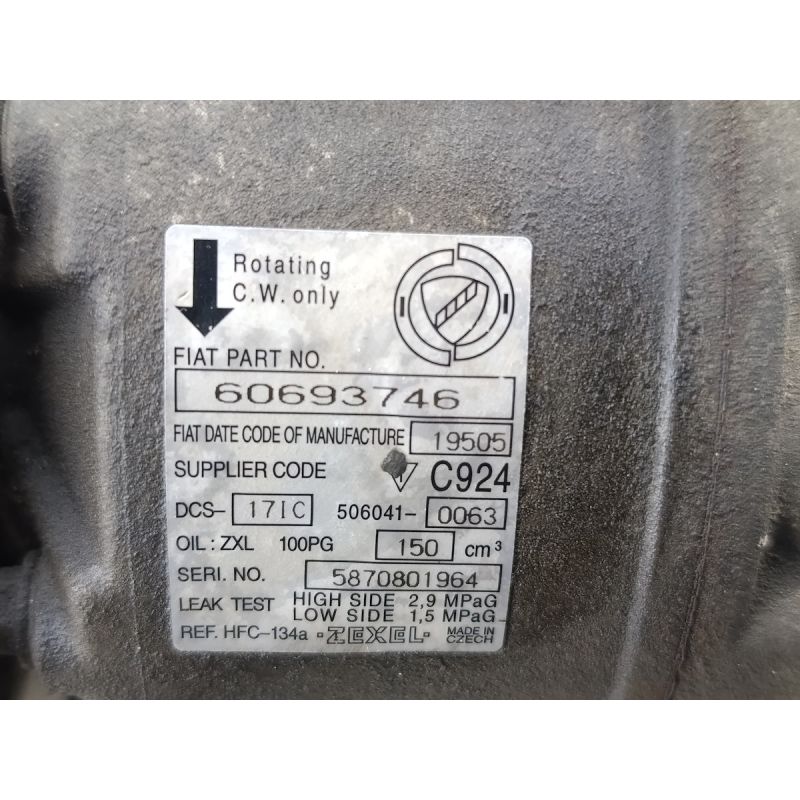 Rotating
C.W. only
FIAT PART NO.
60693746
FIAT DATE CODE OF MANUFACTURE 19505
SUPPLIER CODE C924
DCS- 17IC 506041- 0063
OIL : ZXL 100PG 150 cm³
SERI. NO. 5870801964
LEAK TEST HIGH SIDE 2,9 MPaG
LOW SIDE 1,5 MPaG
REF. HFC-134a ·ZEXEL· MADE IN
CZECH